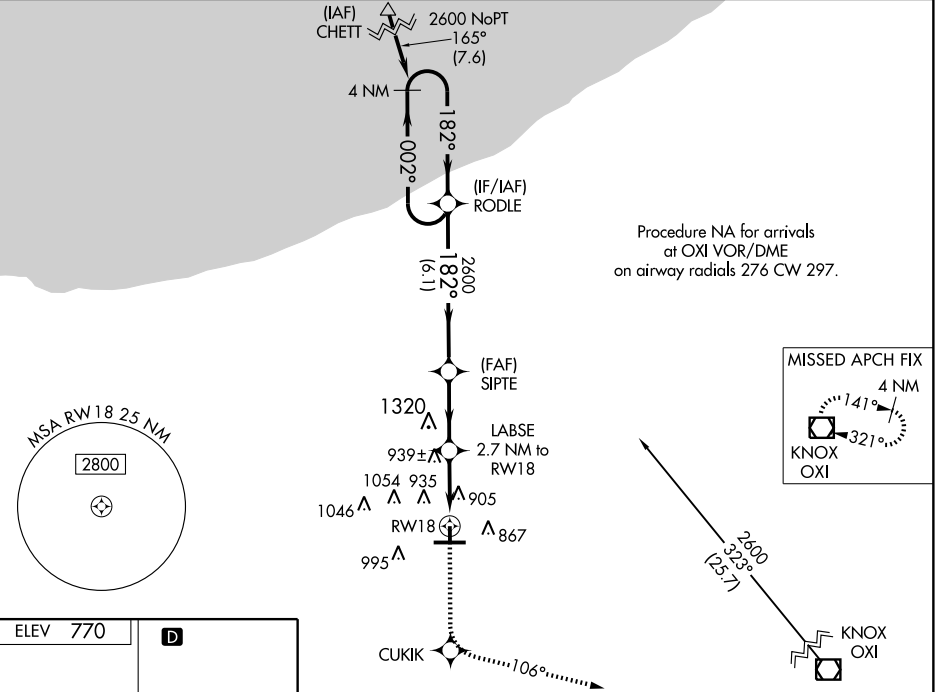 (IAF)
CHETT
2600 NoPT
165°
(7.6)
4 NM
182°
002°
(IF/IAF)
RODLE
Procedure NA for arrivals
at OXI VOR/DME
on airway radials 276 CW 297.
2600
182°
(6.1)
(FAF)
SIPTE
MISSED APCH FIX
4 NM
141°
321°
KNOX
OXI
1320
LABSE
2.7 NM to
RW18
939±
MSA RW18 25 NM
2800
1054
935
905
1046
RW18
867
995
2600
323°
(25.7)
ELEV 770
D
CUKIK
106°
KNOX
OXI